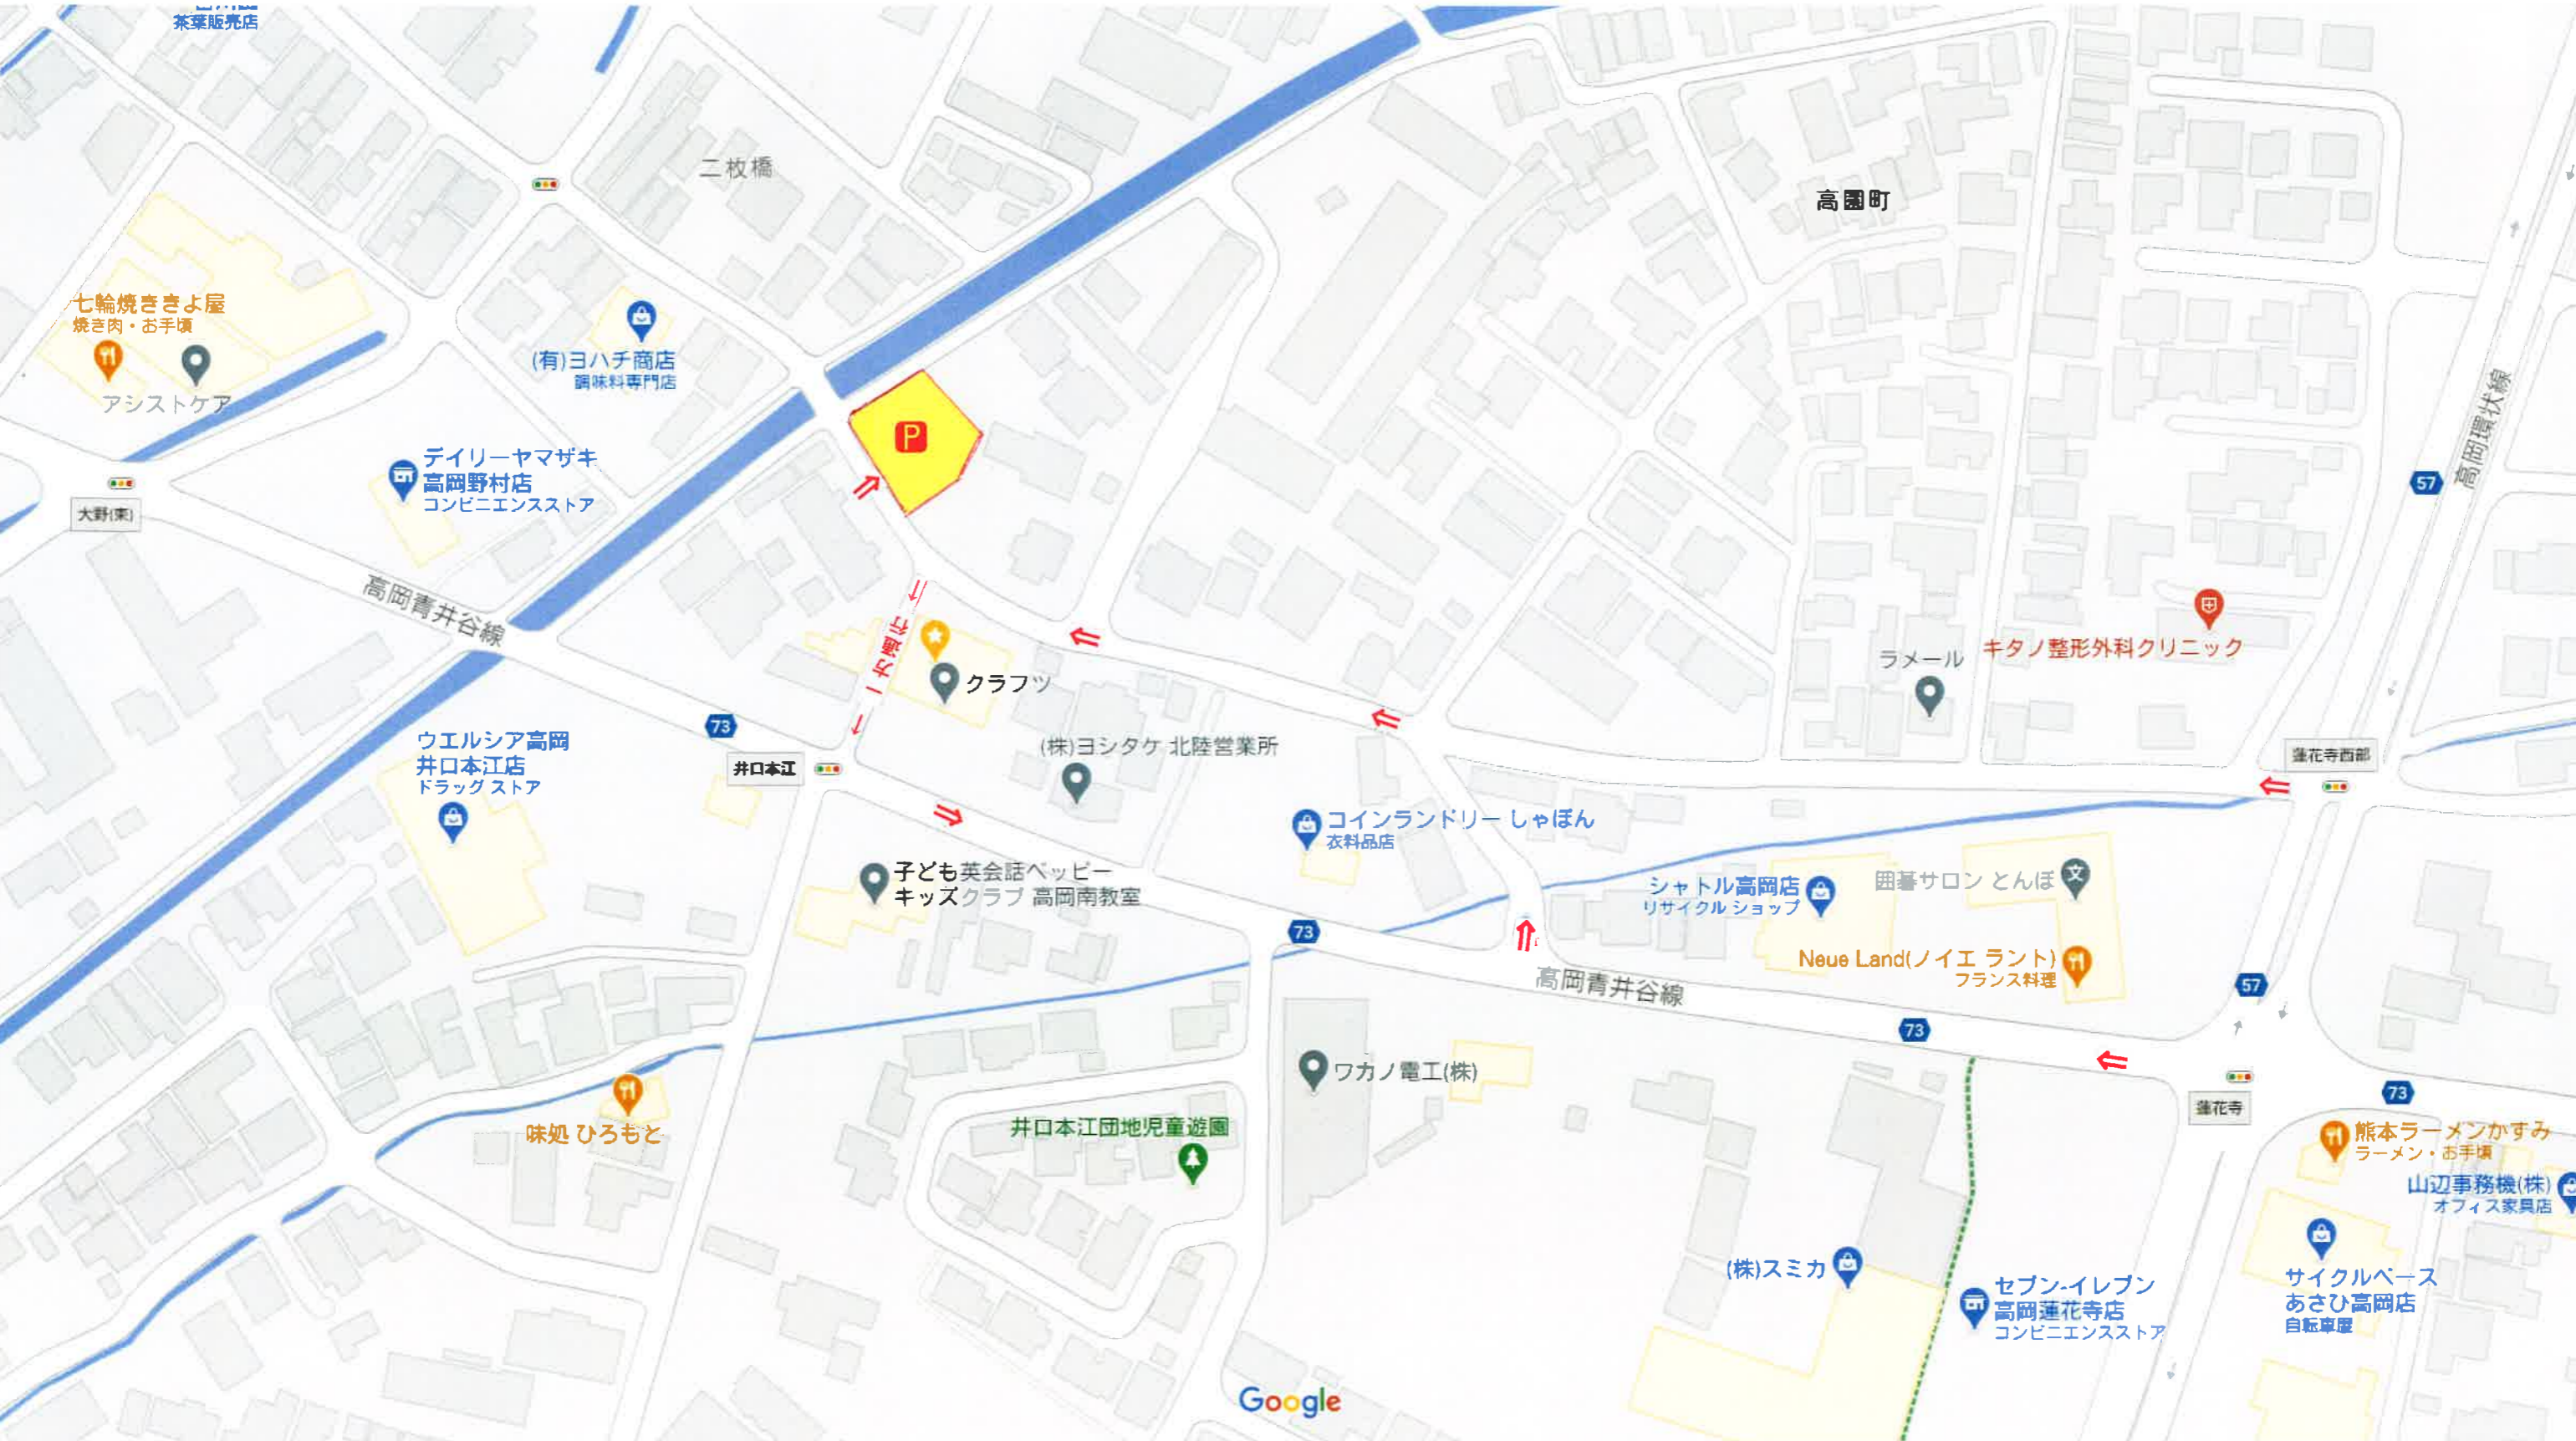 茶葉販売店
二枚橋
高園町
七輪焼ききよ屋
焼き肉・お手頃
アシストケア
(有)ヨハチ商店
調味料専門店
P
デイリーヤマザキ
高岡野村店
コンビニエンスストア
大野(東)
高岡環状線
57
高岡青井谷線
一方通行
クラフツ
キタノ整形外科クリニック
ラメール
73
井口本江
ウエルシア高岡
井口本江店
ドラッグ ストア
(株)ヨシタケ 北陸営業所
蓮花寺西部
コインランドリー しゃぼん
衣料品店
子ども英会話ペッピー
キッズクラブ 高岡南教室
73
シャトル高岡店
リサイクル ショップ
囲碁サロン とんぼ
文
Neue Land(ノイエ ラント)
フランス料理
高岡青井谷線
57
73
ワカノ電工(株)
井口本江団地児童遊園
味処 ひろもと
蓮花寺
73
熊本ラーメンかすみ
ラーメン・お手頃
山辺事務機(株)
オフィス家具店
(株)スミカ
セブン-イレブン
高岡蓮花寺店
コンビニエンスストア
サイクルベース
あさひ高岡店
自転車屋
Google